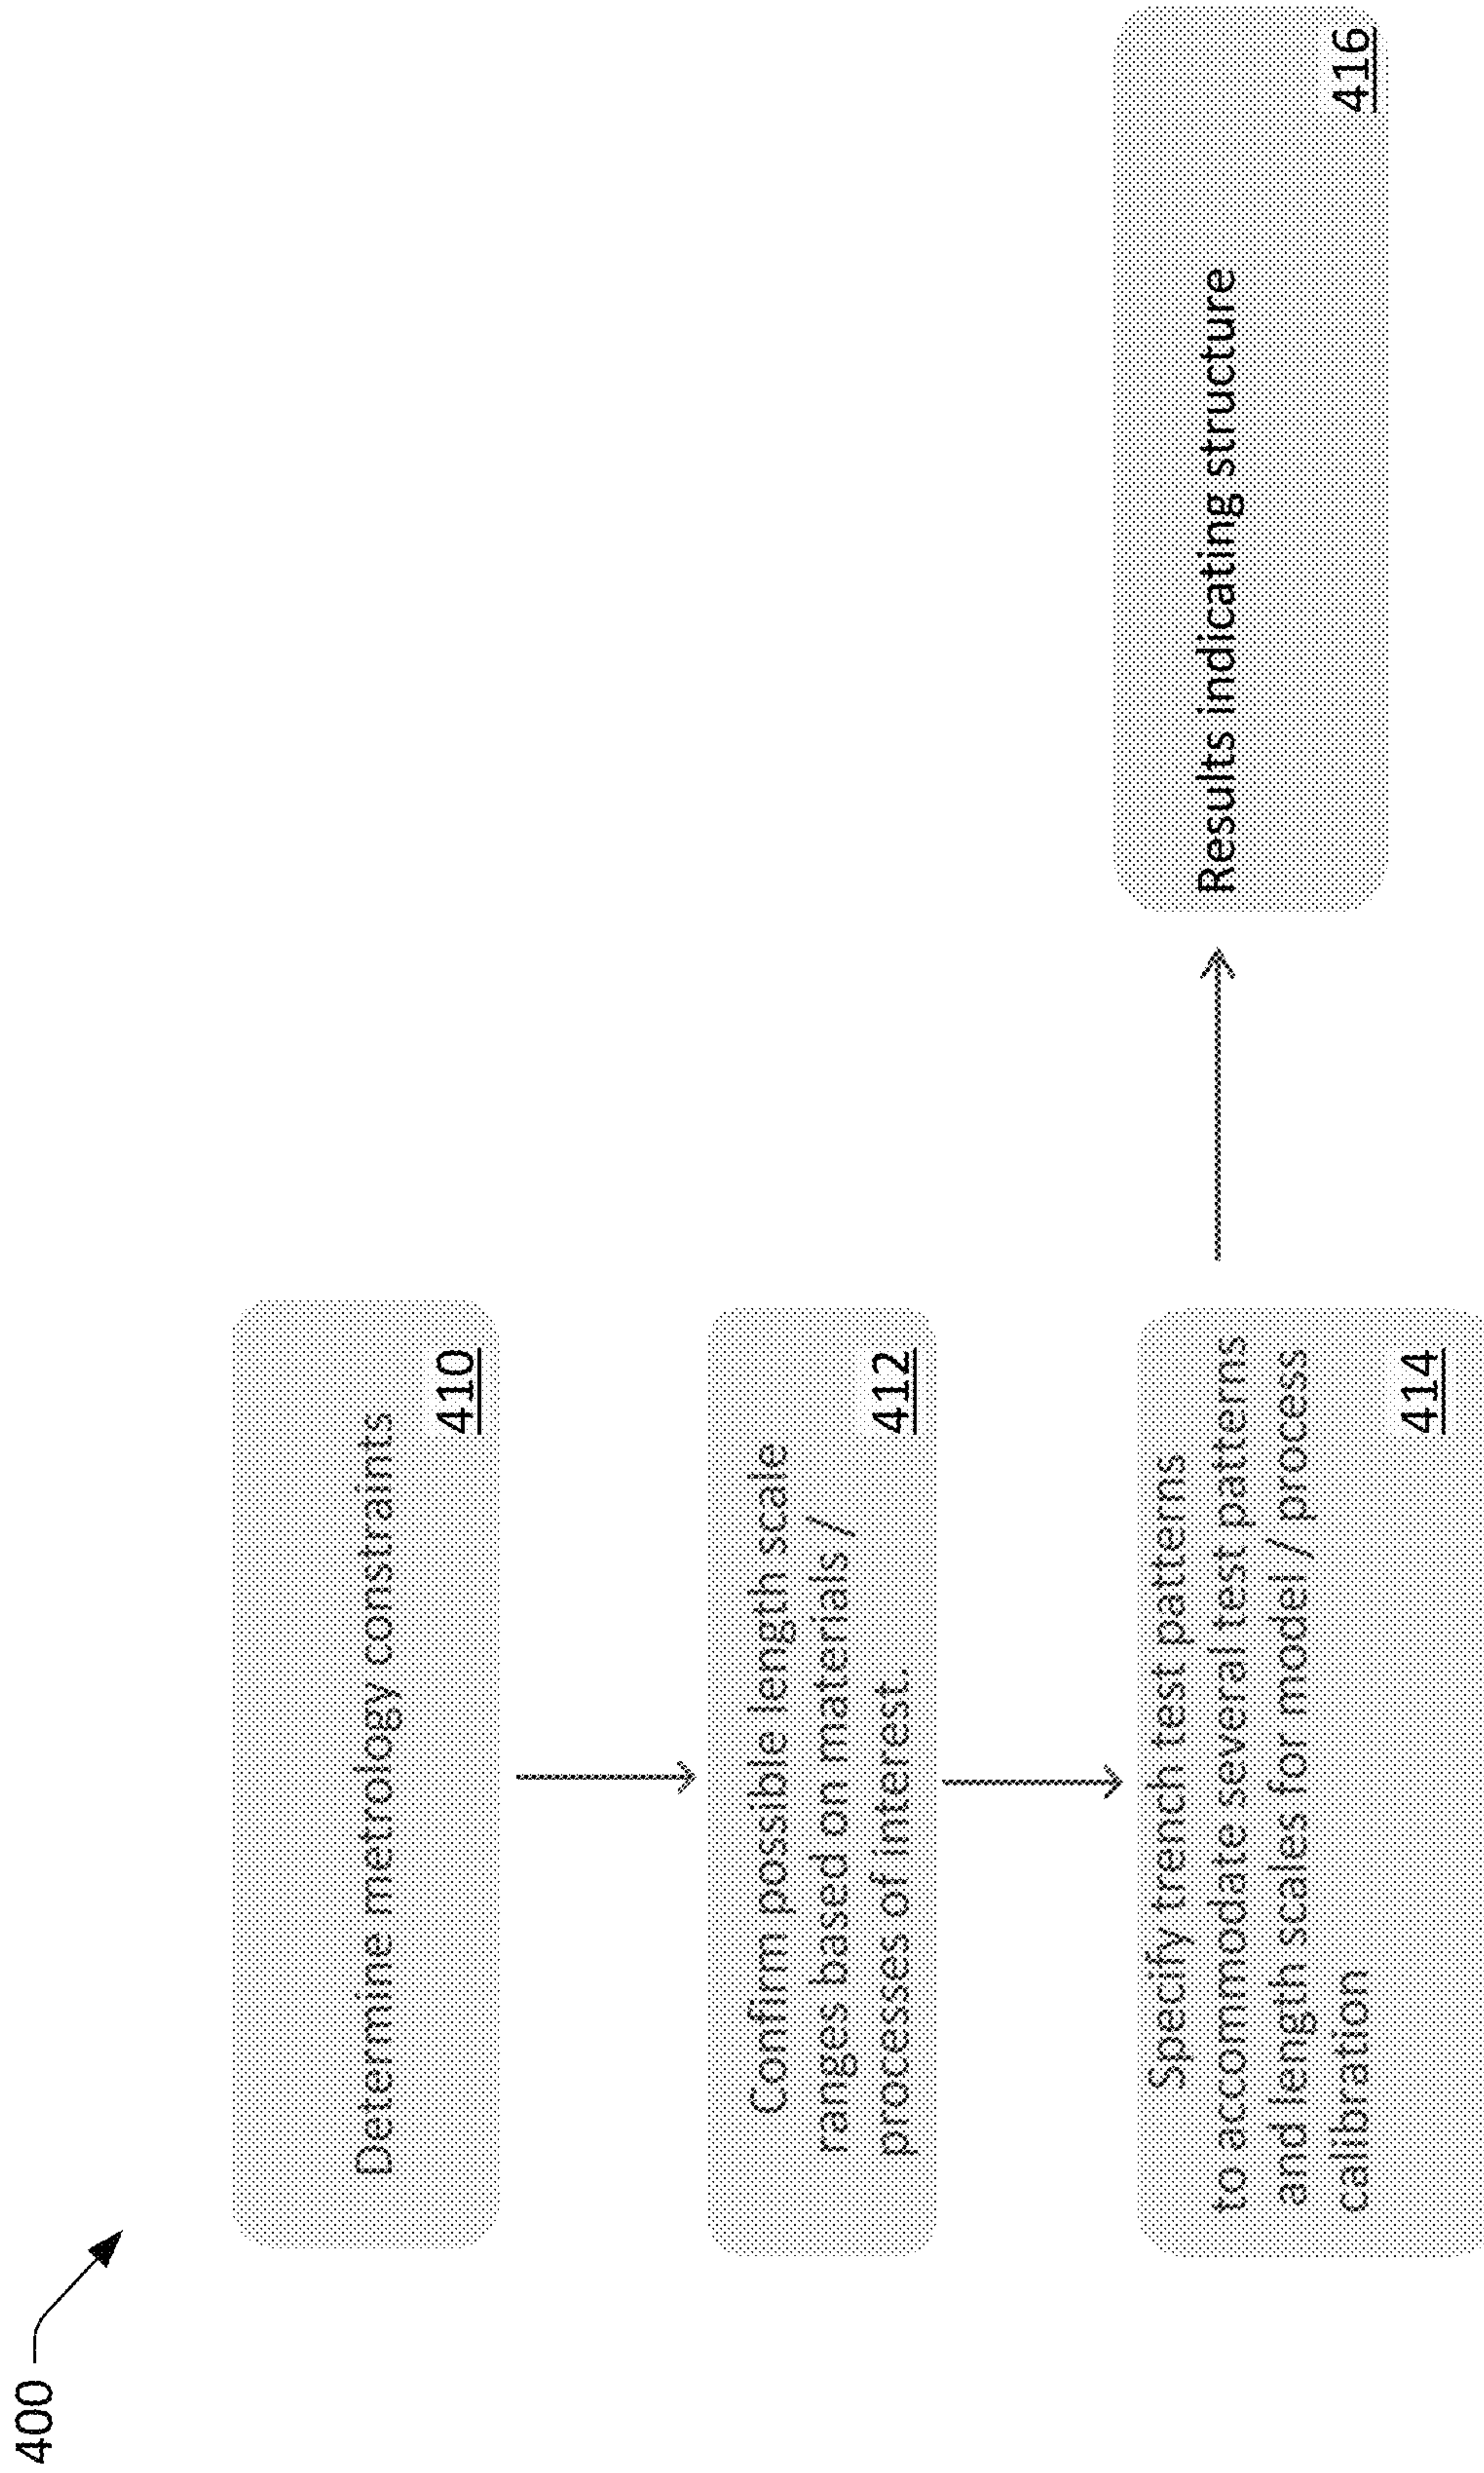 400
Determine metrology constraints
410
Confirm possible length scale
ranges based on materials /
processes of interest.
412
Specify trench test patterns
to accommodate several test patterns
and length scales for model / process
calibration
414
Results indicating structure
416